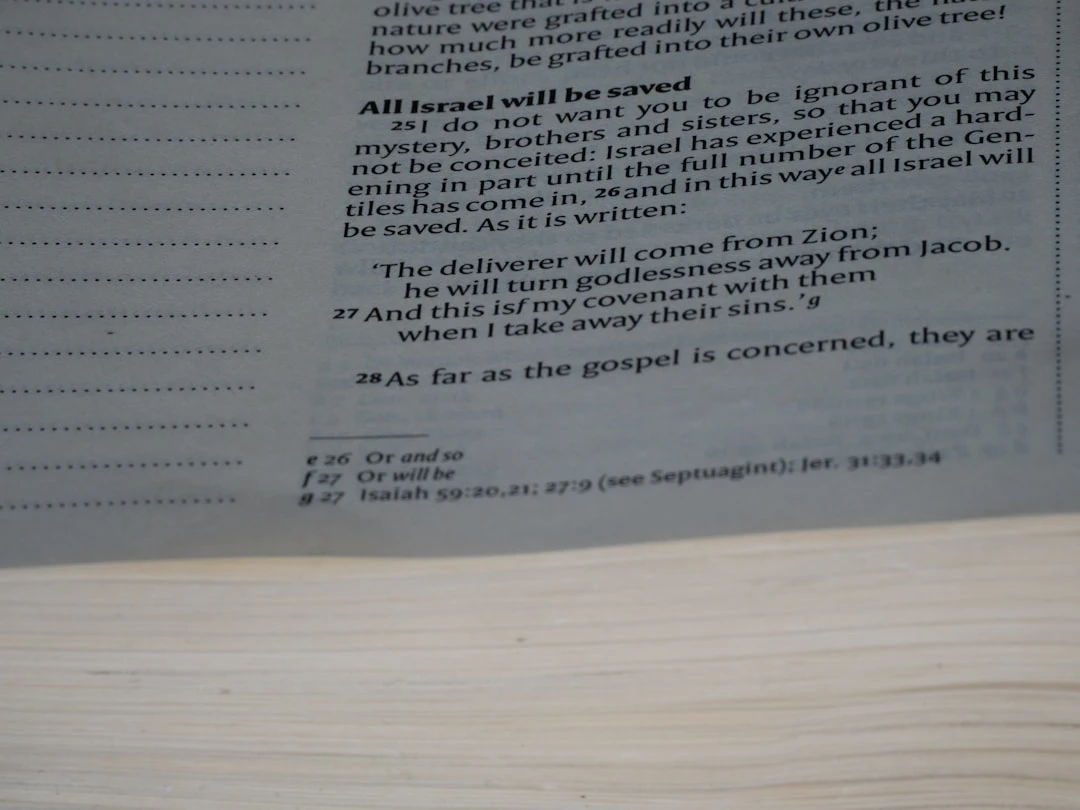 olive tree that is
nature were grafted into a
how much more readily will these, the
branches, be grafted into their own olive tree!
All Israel will be saved
25 I do not want you to be ignorant of this
mystery, brothers and sisters, so that you may
not be conceited: Israel has experienced a hard-
ening in part until the full number of the Gen-
tiles has come in, 26 and in this way e all Israel will
be saved. As it is written:
‘The deliverer will come from Zion;
he will turn godlessness away from Jacob.
27 And this is f my covenant with them
when I take away their sins.’ g
28 As far as the gospel is concerned, they are
e 26 Or and so
f 27 Or will be
g 27 Isaiah 59:20,21; 27:9 (see Septuagint); Jer. 31:33,34